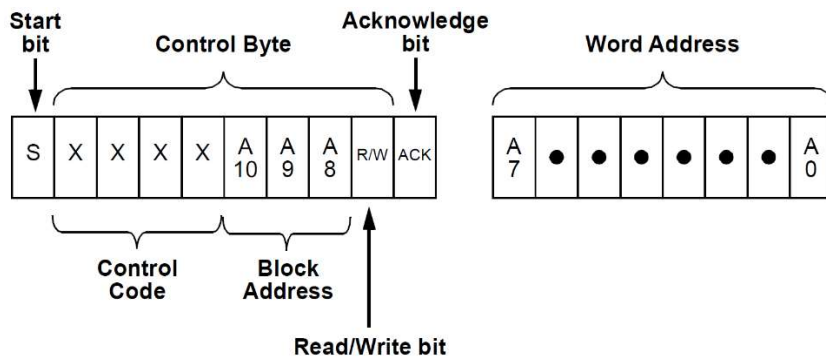 Start
bit
Control Byte
Acknowledge
bit
Word Address
S X X X X A
10 A
9 A
8 R/W ACK
A
7 • • • • • • A
0
Control
Code
Block
Address
Read/Write bit